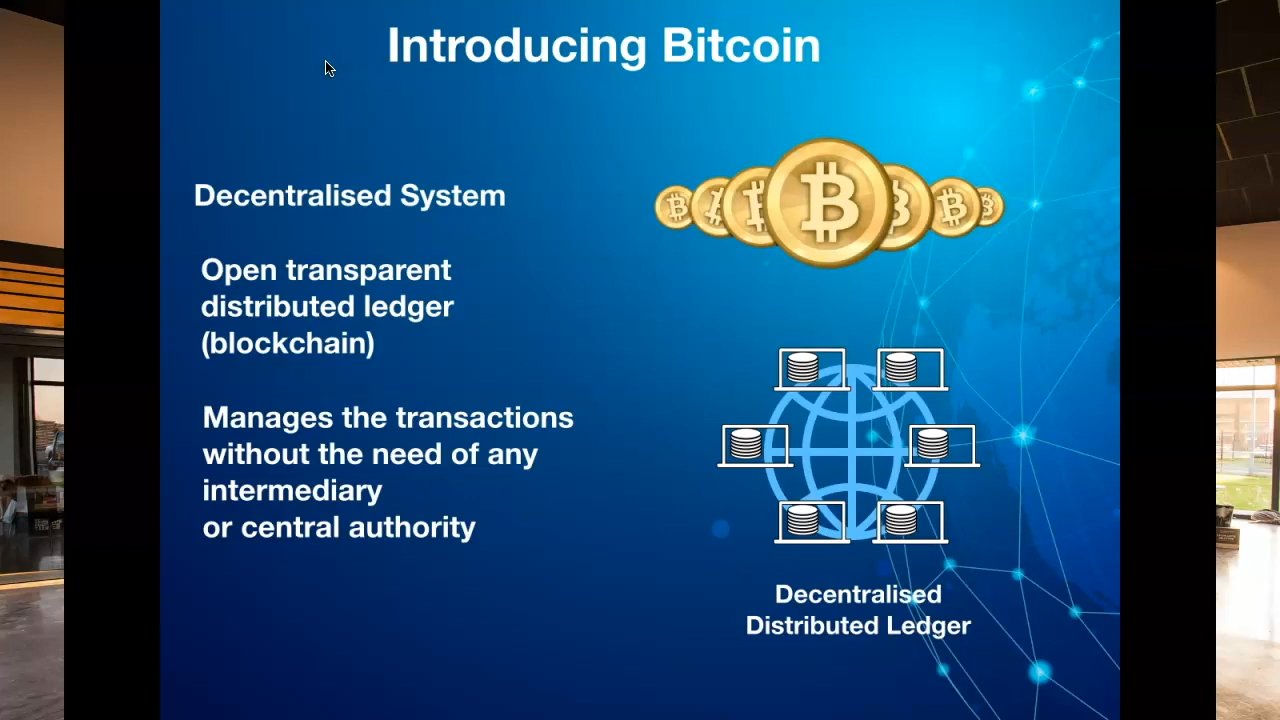 Introducing Bitcoin
Decentralised System
Open transparent
distributed ledger
(blockchain)
Manages the transactions
without the need of any
intermediary
or central authority
Decentralised
Distributed Ledger